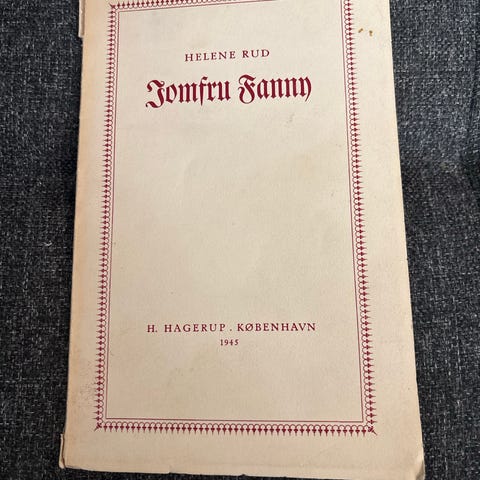 HELENE RUD
Jomfru Fanny
H. HAGERUP . KØBENHAVN
1945